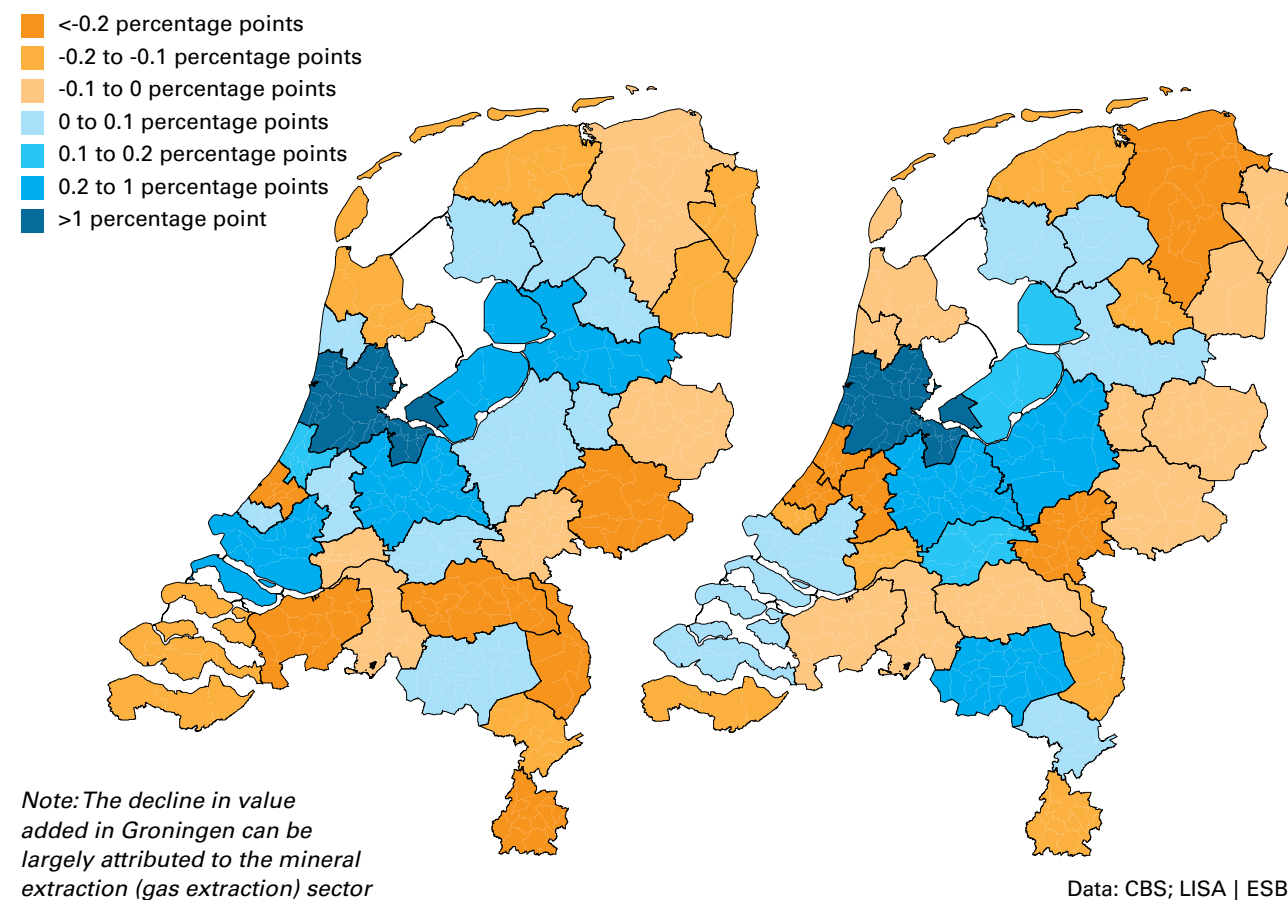 <-0.2 percentage points
-0.2 to -0.1 percentage points
-0.1 to 0 percentage points
0 to 0.1 percentage points
0.1 to 0.2 percentage points
0.2 to 1 percentage points
>1 percentage point
Note: The decline in value
added in Groningen can be
largely attributed to the mineral
extraction (gas extraction) sector
Data: CBS; LISA | ESB